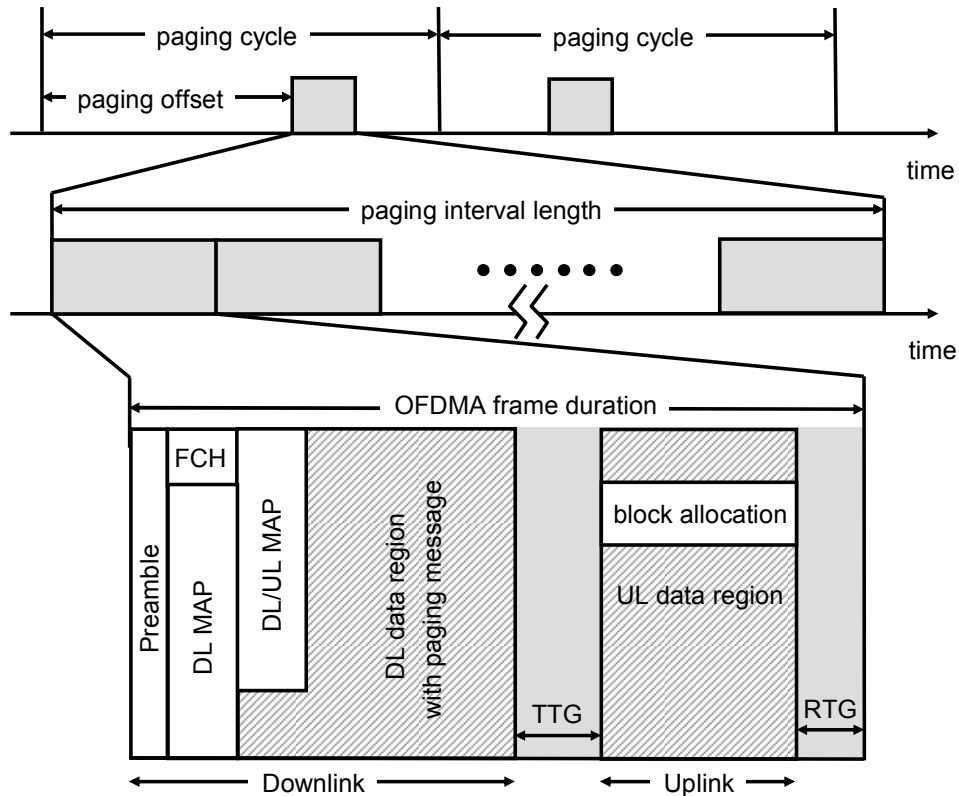 paging cycle
paging cycle
paging offset
time
paging interval length
time
OFDMA frame duration
Preamble
FCH
DL MAP
DL/UL MAP
DL data region
with paging message
TTG
block allocation
UL data region
RTG
Downlink
Uplink